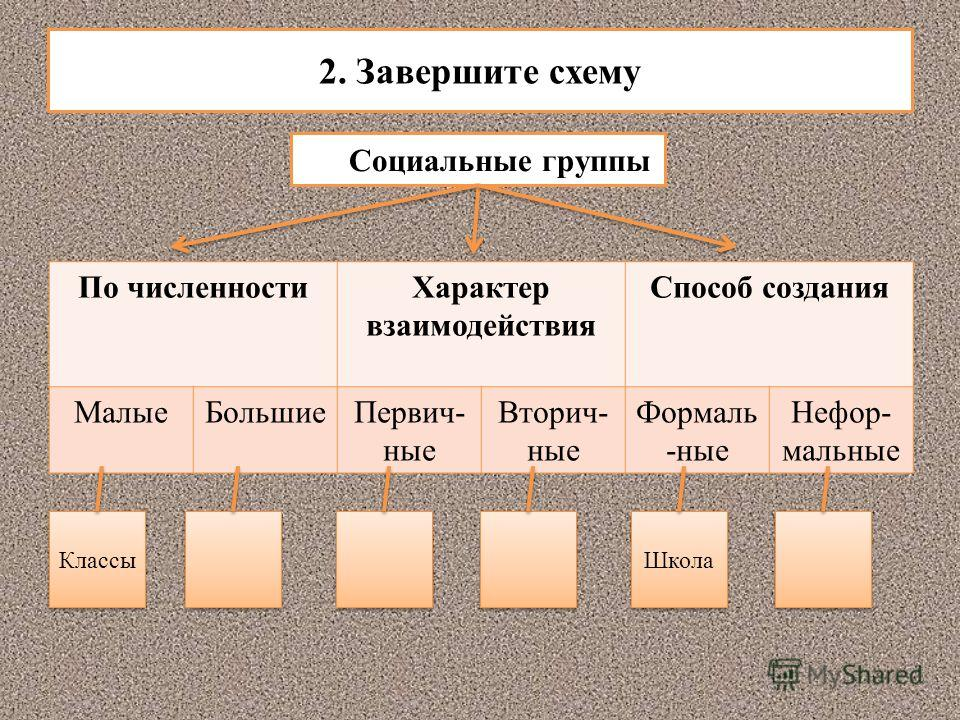 2. Завершите схему
Социальные группы
По численности
Характер
взаимодействия
Способ создания
Малые
Большие
Первич-
ные
Вторич-
ные
Формаль
-ные
Нефор-
мальные
Классы
Школа
MyShared